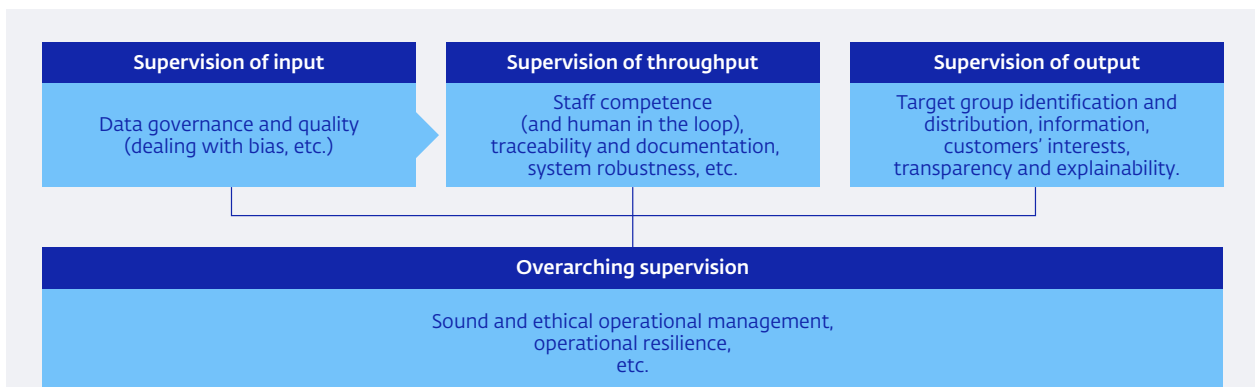 Supervision of input
Data governance and quality
(dealing with bias, etc.)
Supervision of throughput
Staff competence
(and human in the loop),
traceability and documentation,
system robustness, etc.
Supervision of output
Target group identification and
distribution, information,
customers’ interests,
transparency and explainability.
Overarching supervision
Sound and ethical operational management,
operational resilience,
etc.